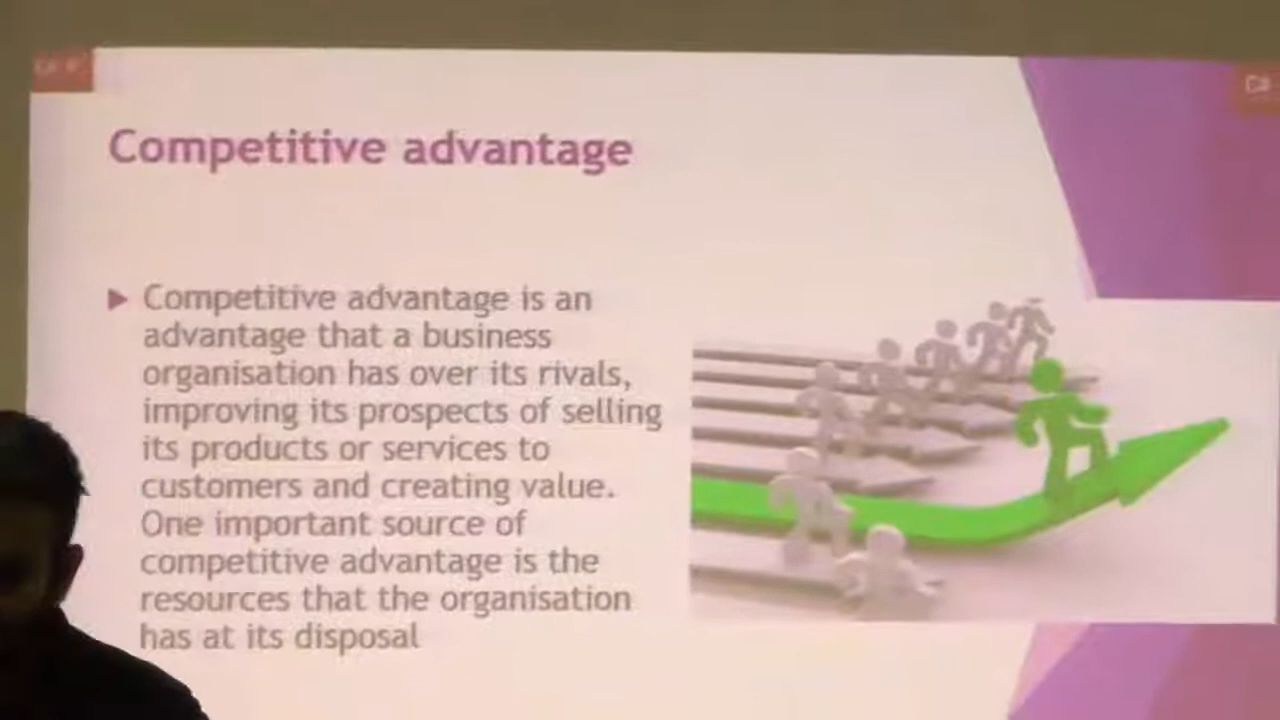 Competitive advantage
Competitive advantage is an
advantage that a business
organisation has over its rivals,
improving its prospects of selling
its products or services to
customers and creating value.
One important source of
competitive advantage is the
resources that the organisation
has at its disposal